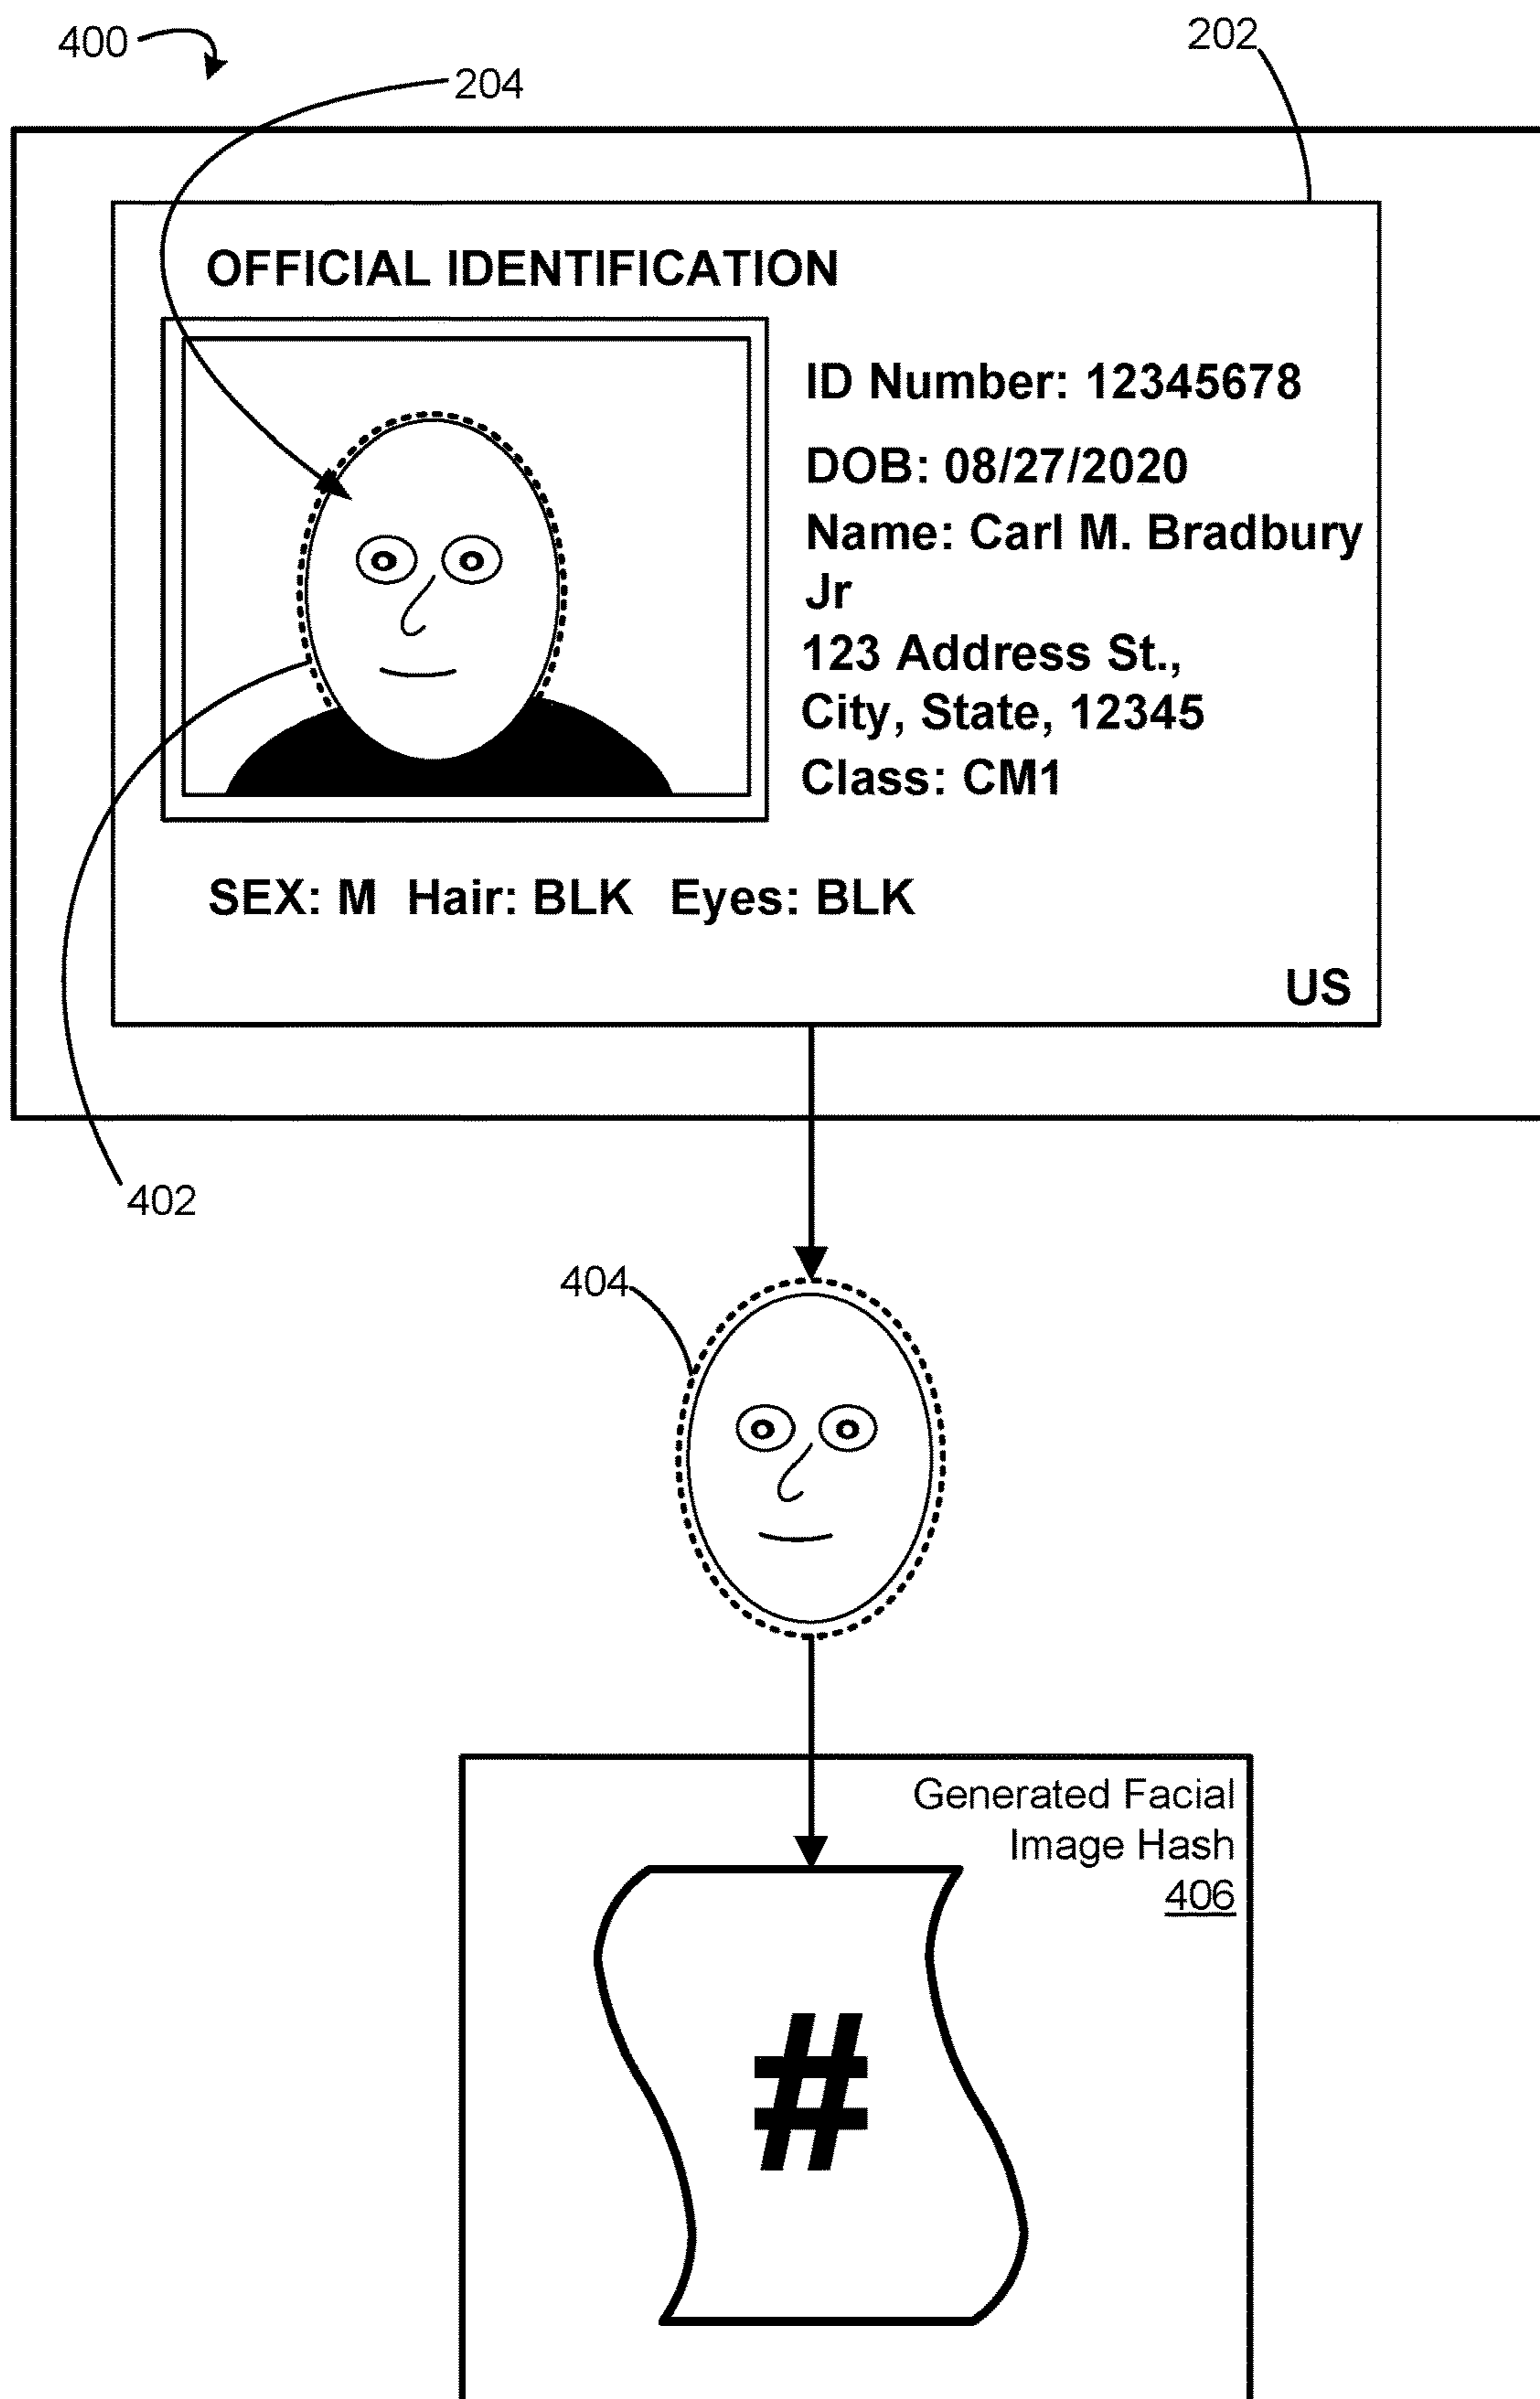 400
202
204
OFFICIAL IDENTIFICATION
ID Number: 12345678
DOB: 08/27/2020
Name: Carl M. Bradbury
Jr
123 Address St.,
City, State, 12345
Class: CM1
SEX: M Hair: BLK Eyes: BLK
US
402
404
Generated Facial
Image Hash
406
#